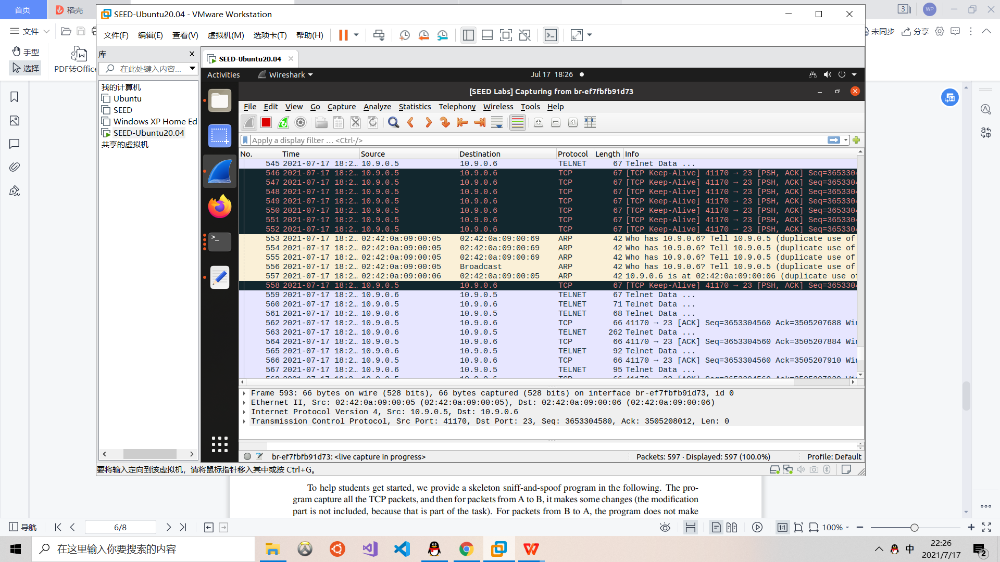 首页
稻壳
SEED-Ubuntu20.04 - VMware Workstation
3
WP
文件
文件(F) 编辑(E) 查看(V) 虚拟机(M) 选项卡(T) 帮助(H)
未同步 分享
手型
选择
PDF转Office
库
在此处键入内容...
我的计算机
Ubuntu
SEED
Windows XP Home Ed
SEED-Ubuntu20.04
共享的虚拟机
SEED-Ubuntu20.04
Activities Wireshark Jul 17 18:26
[SEED Labs] Capturing from br-ef7fbfb91d73
File Edit View Go Capture Analyze Statistics Telephony Wireless Tools Help
Apply a display filter … <Ctrl-/>
No. Time Source Destination Protocol Length Info
545 2021-07-17 18:2… 10.9.0.5 10.9.0.6 TELNET 67 Telnet Data ...
546 2021-07-17 18:2… 10.9.0.5 10.9.0.6 TCP 67 [TCP Keep-Alive] 41170 → 23 [PSH, ACK] Seq=3653304
547 2021-07-17 18:2… 10.9.0.5 10.9.0.6 TCP 67 [TCP Keep-Alive] 41170 → 23 [PSH, ACK] Seq=3653304
548 2021-07-17 18:2… 10.9.0.5 10.9.0.6 TCP 67 [TCP Keep-Alive] 41170 → 23 [PSH, ACK] Seq=3653304
549 2021-07-17 18:2… 10.9.0.5 10.9.0.6 TCP 67 [TCP Keep-Alive] 41170 → 23 [PSH, ACK] Seq=3653304
550 2021-07-17 18:2… 10.9.0.5 10.9.0.6 TCP 67 [TCP Keep-Alive] 41170 → 23 [PSH, ACK] Seq=3653304
551 2021-07-17 18:2… 10.9.0.5 10.9.0.6 TCP 67 [TCP Keep-Alive] 41170 → 23 [PSH, ACK] Seq=3653304
552 2021-07-17 18:2… 10.9.0.5 10.9.0.6 TCP 67 [TCP Keep-Alive] 41170 → 23 [PSH, ACK] Seq=3653304
553 2021-07-17 18:2… 02:42:0a:09:00:05 02:42:0a:09:00:69 ARP 42 Who has 10.9.0.6? Tell 10.9.0.5 (duplicate use of
554 2021-07-17 18:2… 02:42:0a:09:00:05 02:42:0a:09:00:69 ARP 42 Who has 10.9.0.6? Tell 10.9.0.5 (duplicate use of
555 2021-07-17 18:2… 02:42:0a:09:00:05 02:42:0a:09:00:69 ARP 42 Who has 10.9.0.6? Tell 10.9.0.5 (duplicate use of
556 2021-07-17 18:2… 02:42:0a:09:00:05 Broadcast ARP 42 Who has 10.9.0.6? Tell 10.9.0.5 (duplicate use of
557 2021-07-17 18:2… 02:42:0a:09:00:06 02:42:0a:09:00:05 ARP 42 10.9.0.6 is at 02:42:0a:09:00:06 (duplicate use of
558 2021-07-17 18:2… 10.9.0.5 10.9.0.6 TCP 67 [TCP Keep-Alive] 41170 → 23 [PSH, ACK] Seq=3653304
559 2021-07-17 18:2… 10.9.0.6 10.9.0.5 TELNET 67 Telnet Data ...
560 2021-07-17 18:2… 10.9.0.5 10.9.0.6 TELNET 71 Telnet Data ...
561 2021-07-17 18:2… 10.9.0.6 10.9.0.5 TELNET 68 Telnet Data ...
562 2021-07-17 18:2… 10.9.0.5 10.9.0.6 TCP 66 41170 → 23 [ACK] Seq=3653304560 Ack=3505207688 Win
563 2021-07-17 18:2… 10.9.0.6 10.9.0.5 TELNET 262 Telnet Data ...
564 2021-07-17 18:2… 10.9.0.5 10.9.0.6 TCP 66 41170 → 23 [ACK] Seq=3653304560 Ack=3505207884 Win
565 2021-07-17 18:2… 10.9.0.6 10.9.0.5 TELNET 92 Telnet Data ...
566 2021-07-17 18:2… 10.9.0.5 10.9.0.6 TCP 66 41170 → 23 [ACK] Seq=3653304560 Ack=3505207910 Win
567 2021-07-17 18:2… 10.9.0.6 10.9.0.5 TELNET 95 Telnet Data ...
568 2021-07-17 18:2… 10.9.0.5 10.9.0.6 TCP 66 41170 → 23 [ACK] Seq=3653304560 Ack=3505207939 Win
Frame 593: 66 bytes on wire (528 bits), 66 bytes captured (528 bits) on interface br-ef7fbfb91d73, id 0
Ethernet II, Src: 02:42:0a:09:00:05 (02:42:0a:09:00:05), Dst: 02:42:0a:09:00:06 (02:42:0a:09:00:06)
Internet Protocol Version 4, Src: 10.9.0.5, Dst: 10.9.0.6
Transmission Control Protocol, Src Port: 41170, Dst Port: 23, Seq: 3653304580, Ack: 3505208012, Len: 0
br-ef7fbfb91d73: <live capture in progress> Packets: 597 · Displayed: 597 (100.0%) Profile: Default
要将输入定向到该虚拟机，请将鼠标指针移入其中或按 Ctrl+G。
To help students get started, we provide a skeleton sniff-and-spoof program in the following. The pro-
gram capture all the TCP packets, and then for packets from A to B, it makes some changes (the modification
part is not included, because that is part of the task). For packets from B to A, the program does not make
导航 6/8 1:1 100%
在这里输入你要搜索的内容
中
22:26
2021/7/17
2